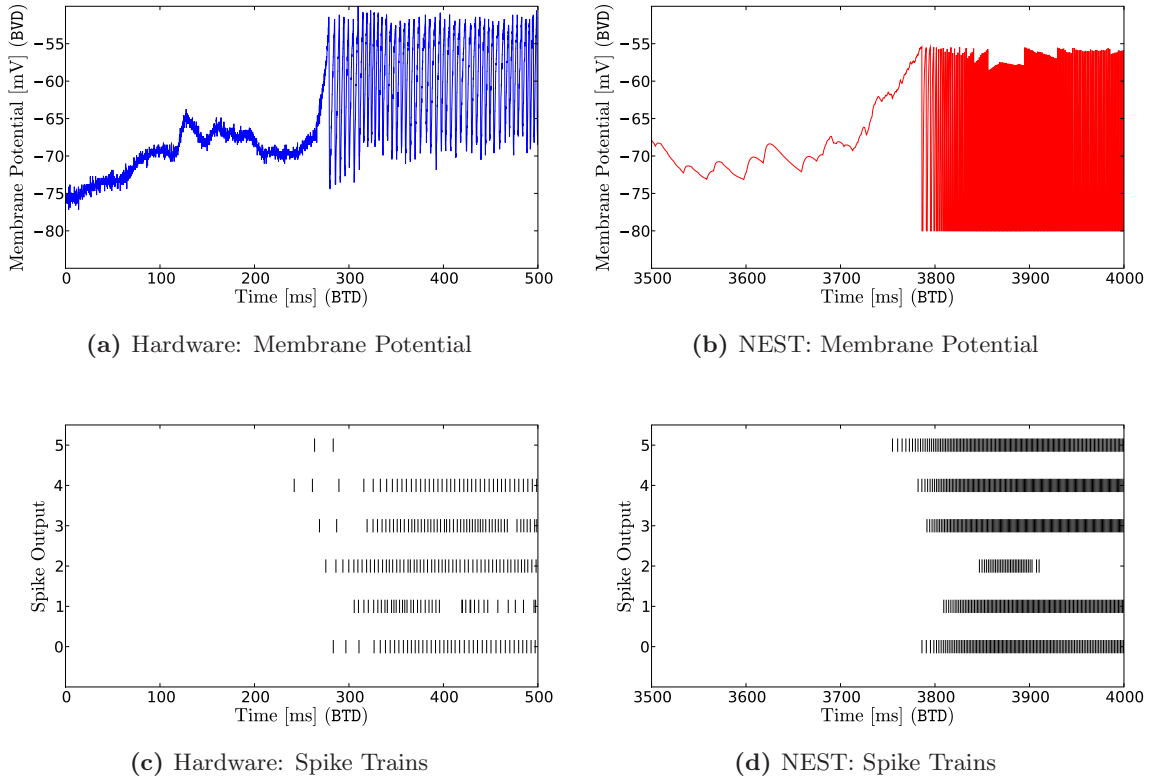 Membrane Potential [mV] (BVD)
−55
−60
−65
−70
−75
−80
0 100 200 300 400 500
Time [ms] (BTD)
(a) Hardware: Membrane Potential
Membrane Potential [mV] (BVD)
−55
−60
−65
−70
−75
−80
3500 3600 3700 3800 3900 4000
Time [ms] (BTD)
(b) NEST: Membrane Potential
Spike Output
5
4
3
2
1
0
0 100 200 300 400 500
Time [ms] (BTD)
(c) Hardware: Spike Trains
Spike Output
5
4
3
2
1
0
3500 3600 3700 3800 3900 4000
Time [ms] (BTD)
(d) NEST: Spike Trains